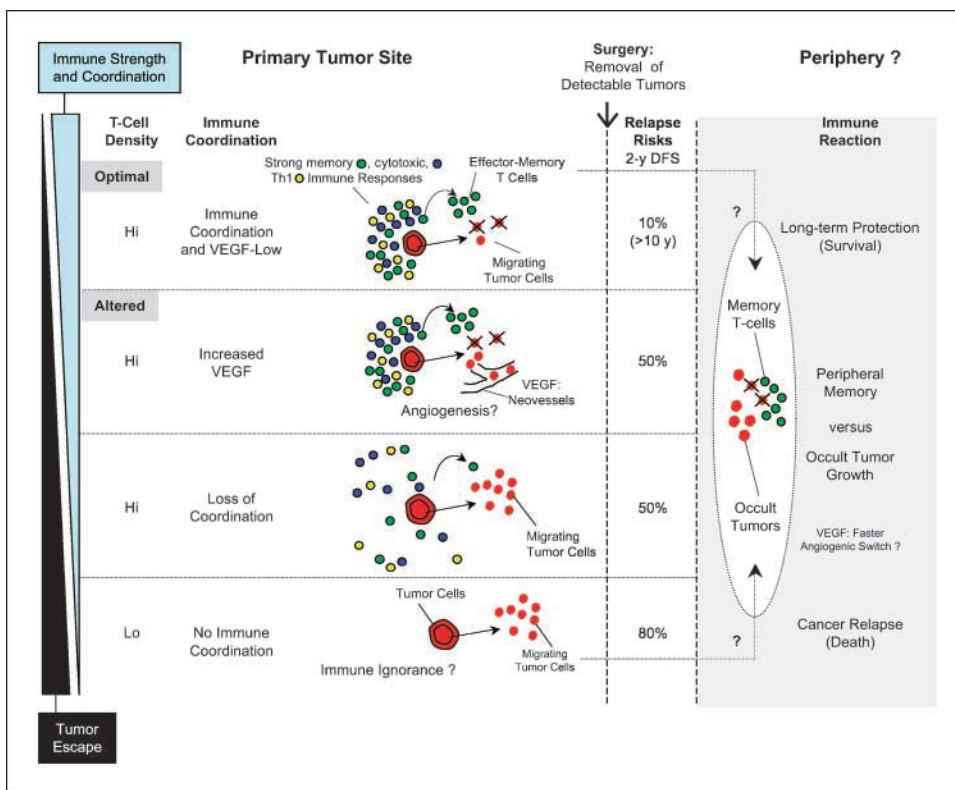 Immune Strength
and Coordination
Primary Tumor Site
Surgery:
Removal of
Detectable Tumors
Periphery ?
T-Cell
Density
Immune
Coordination
Relapse
Risks
2-y DFS
Immune
Reaction
Optimal
Strong memory , cytotoxic,
Th1 Immune Responses
Effector-Memory
T Cells
Hi
Immune
Coordination
and VEGF-Low
Migrating
Tumor Cells
10%
(>10 y)
?
Long-term Protection
(Survival)
Altered
Hi
Increased
VEGF
VEGF:
Neovessels
Angiogenesis?
50%
Memory
T-cells
Peripheral
Memory
versus
Occult Tumor
Growth
Hi
Loss of
Coordination
Migrating
Tumor Cells
50%
Occult
Tumors
VEGF: Faster
Angiogenic Switch ?
Lo
No Immune
Coordination
Tumor Cells
Immune Ignorance ?
Migrating
Tumor Cells
80%
?
Cancer Relapse
(Death)
Tumor
Escape